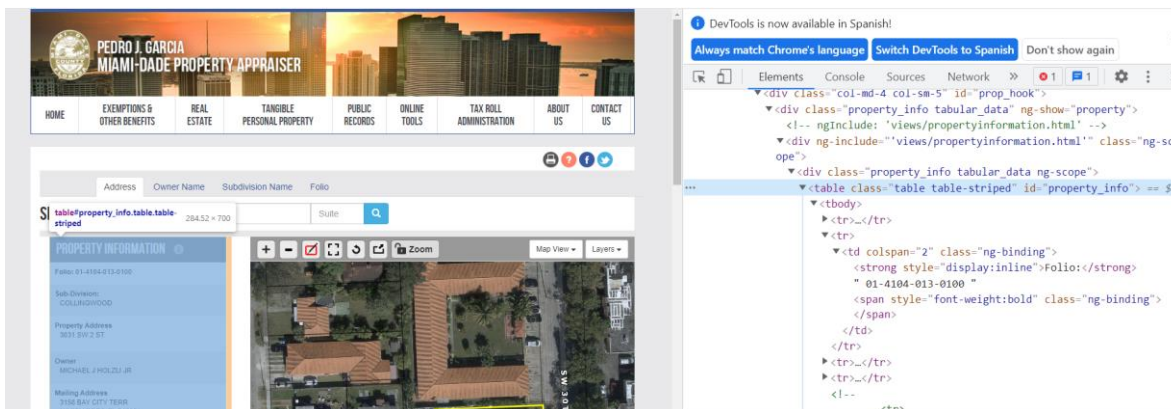 PEDRO J. GARCIA
MIAMI-DADE PROPERTY APPRAISER
HOME
EXEMPTIONS &
OTHER BENEFITS
REAL
ESTATE
TANGIBLE
PERSONAL PROPERTY
PUBLIC
RECORDS
ONLINE
TOOLS
TAX ROLL
ADMINISTRATION
ABOUT
US
CONTACT
US
Address Owner Name Subdivision Name Folio
table#property_info.table.table-
striped
284.52 × 700
Suite
PROPERTY INFORMATION
Folio: 01-4104-013-0100
Sub-Division:
COLLINGWOOD
Property Address
3631 SW 2 ST
Owner
MICHAEL J HOLZU JR
Mailing Address
3156 BAY CITY TERR
+ - Zoom Map View Layers
DevTools is now available in Spanish!
Always match Chrome's language Switch DevTools to Spanish Don't show again
Elements Console Sources Network » 1 1
▼<div class="col-md-4 col-sm-5" id="prop_hook">
▼<div class="property_info tabular_data" ng-show="property">
<!-- ngInclude: 'views/propertyinformation.html' -->
▼<div ng-include="'views/propertyinformation.html'" class="ng-sc
ope">
▼<div class="property_info tabular_data ng-scope">
… ▼<table class="table table-striped" id="property_info"> == $
▼<tbody>
▶<tr>…</tr>
▼<tr>
▼<td colspan="2" class="ng-binding">
<strong style="display:inline">Folio:</strong>
" 01-4104-013-0100 "
<span style="font-weight:bold" class="ng-binding">
</span>
</td>
</tr>
▶<tr>…</tr>
▶<tr>…</tr>
<!--
<tr>